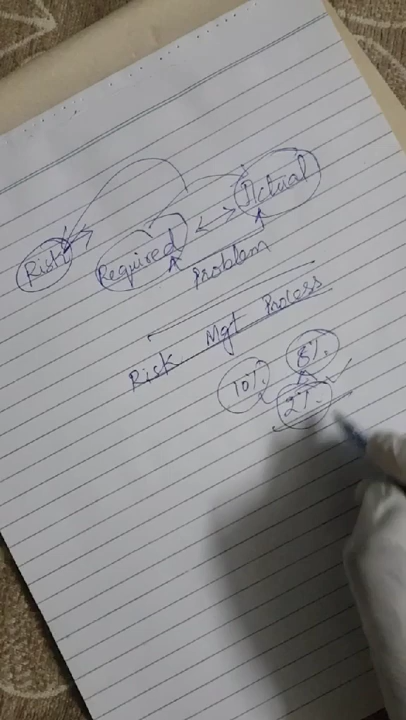 Risk Required <-> Actual
Problem
Risk Mgt Process
10%. 8%.
2%.